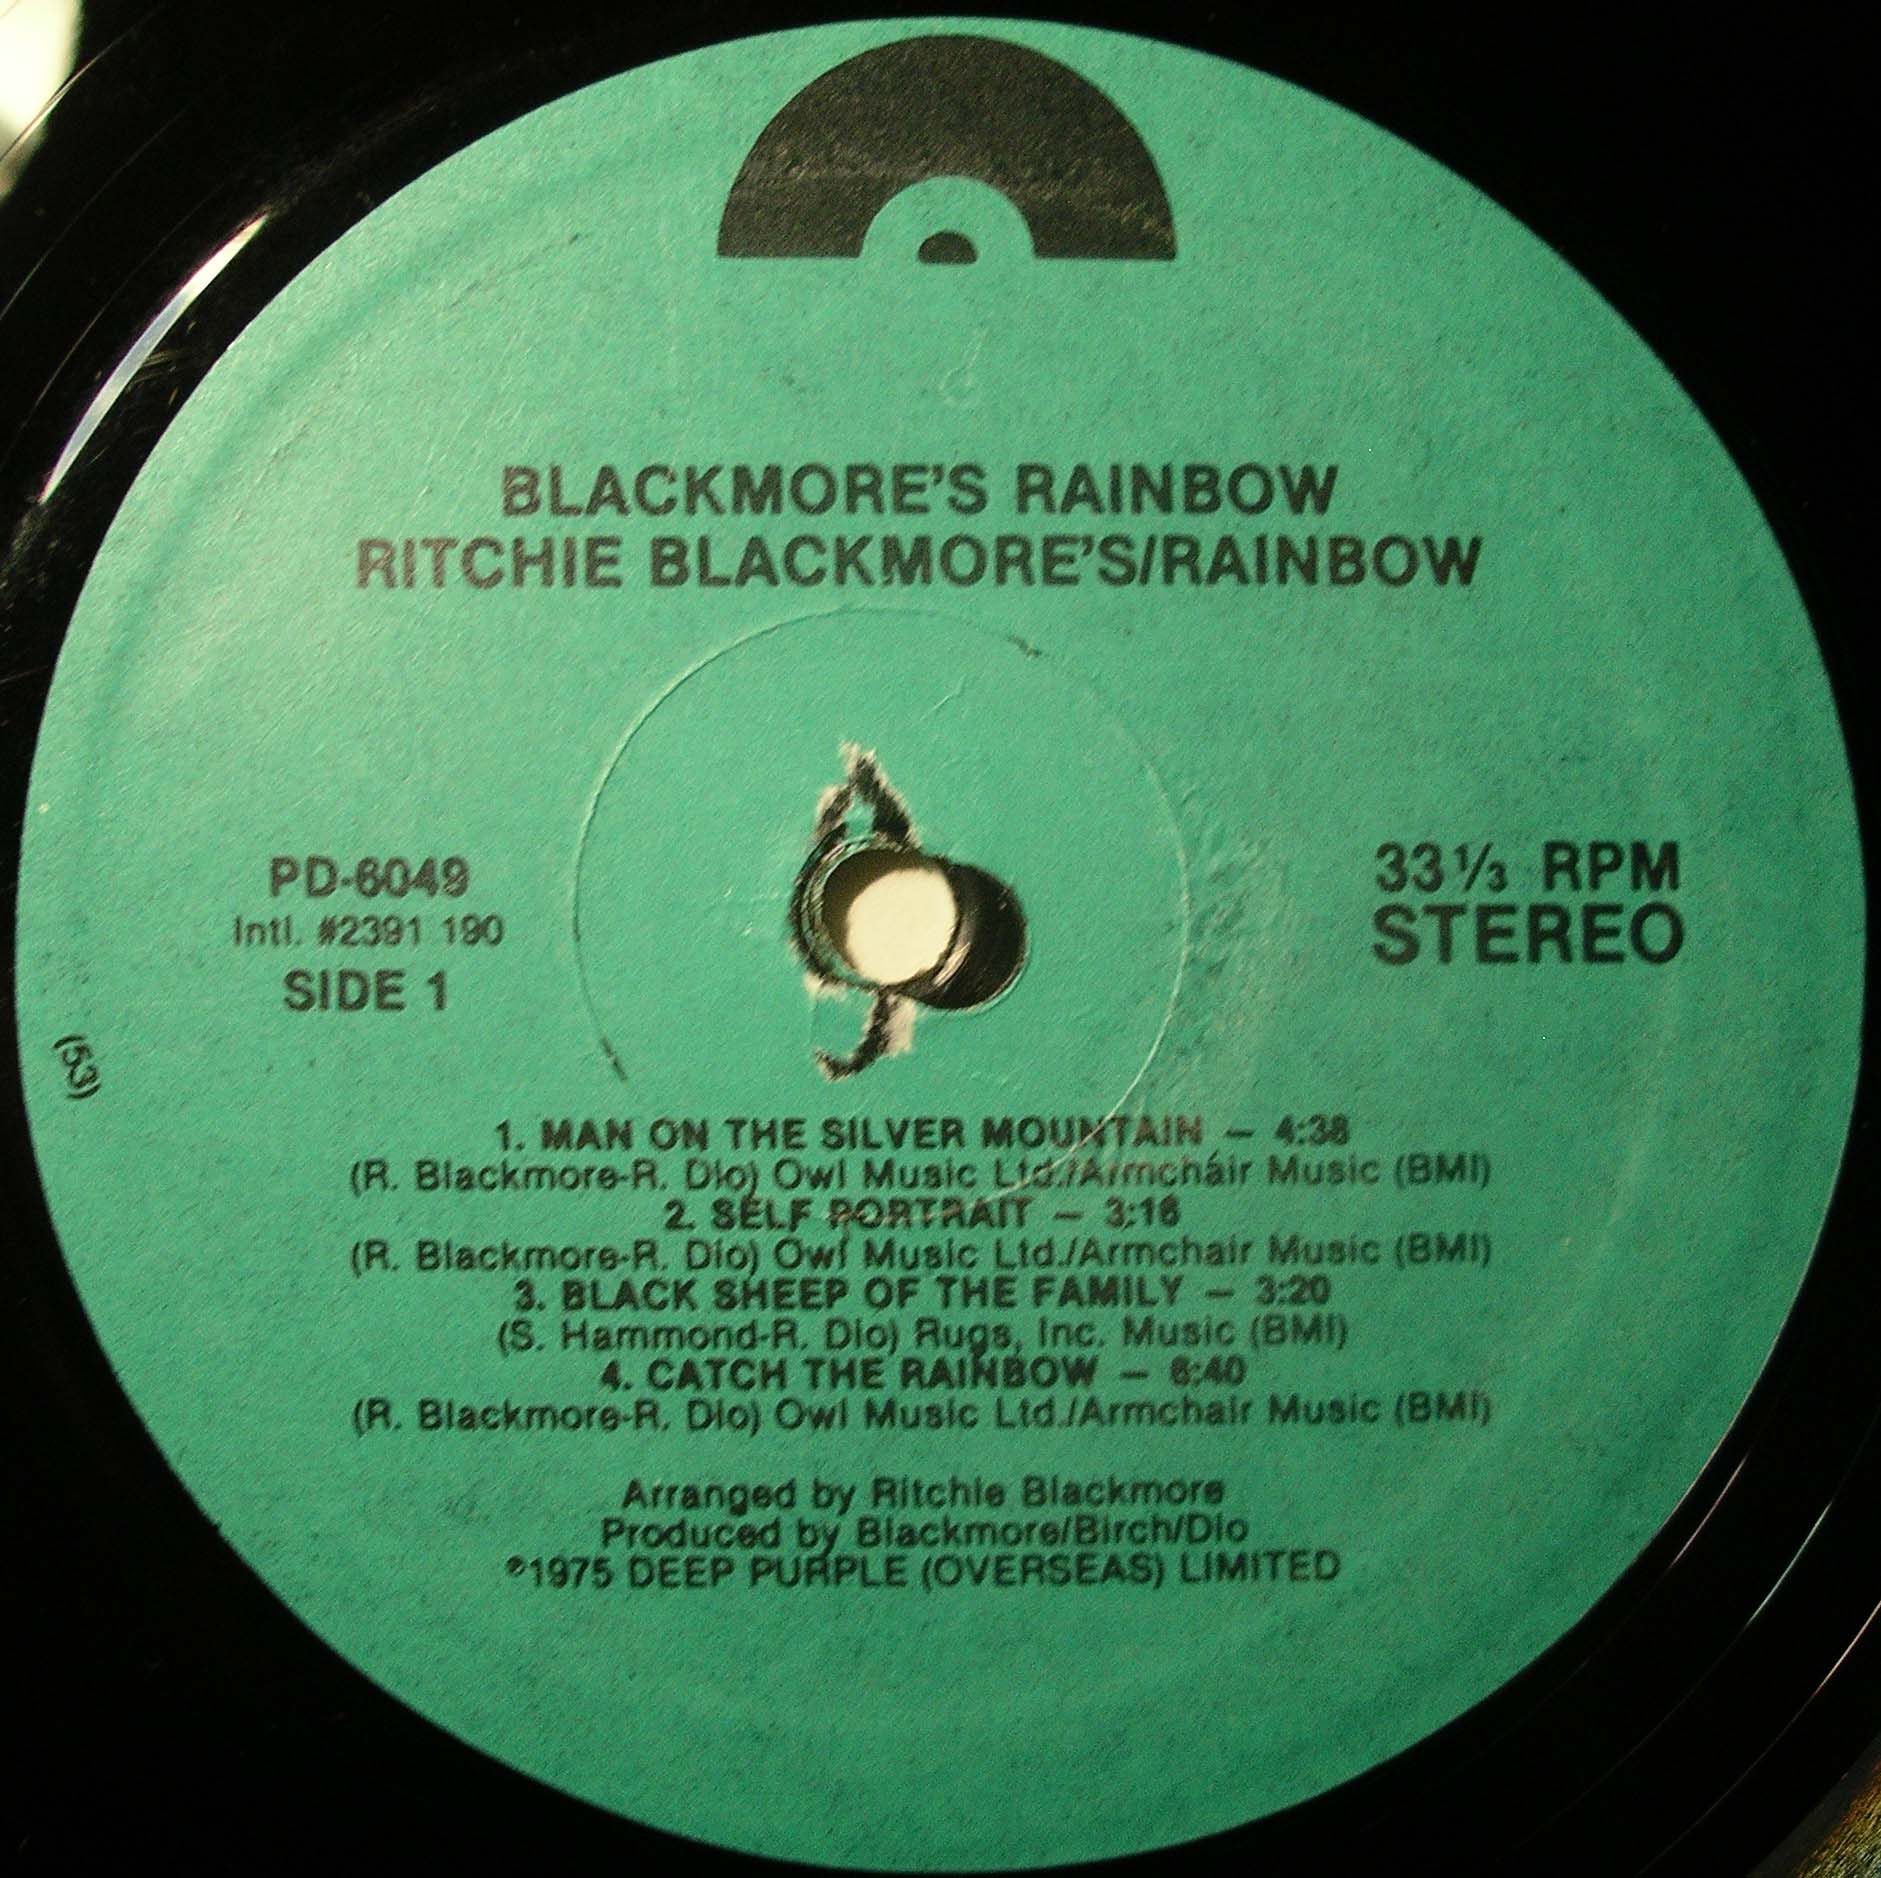 BLACKMORE'S RAINBOW
RITCHIE BLACKMORE'S/RAINBOW
PD-6049
Intl. #2391 190
SIDE 1
33⅓ RPM
STEREO
(53)
1. MAN ON THE SILVER MOUNTAIN – 4:38
(R. Blackmore-R. Dio) Owl Music Ltd./Armchair Music (BMI)
2. SELF PORTRAIT – 3:16
(R. Blackmore-R. Dio) Owl Music Ltd./Armchair Music (BMI)
3. BLACK SHEEP OF THE FAMILY – 3:20
(S. Hammond-R. Dio) Rugs, Inc. Music (BMI)
4. CATCH THE RAINBOW – 6:40
(R. Blackmore-R. Dio) Owl Music Ltd./Armchair Music (BMI)
Arranged by Ritchie Blackmore
Produced by Blackmore/Birch/Dio
℗1975 DEEP PURPLE (OVERSEAS) LIMITED